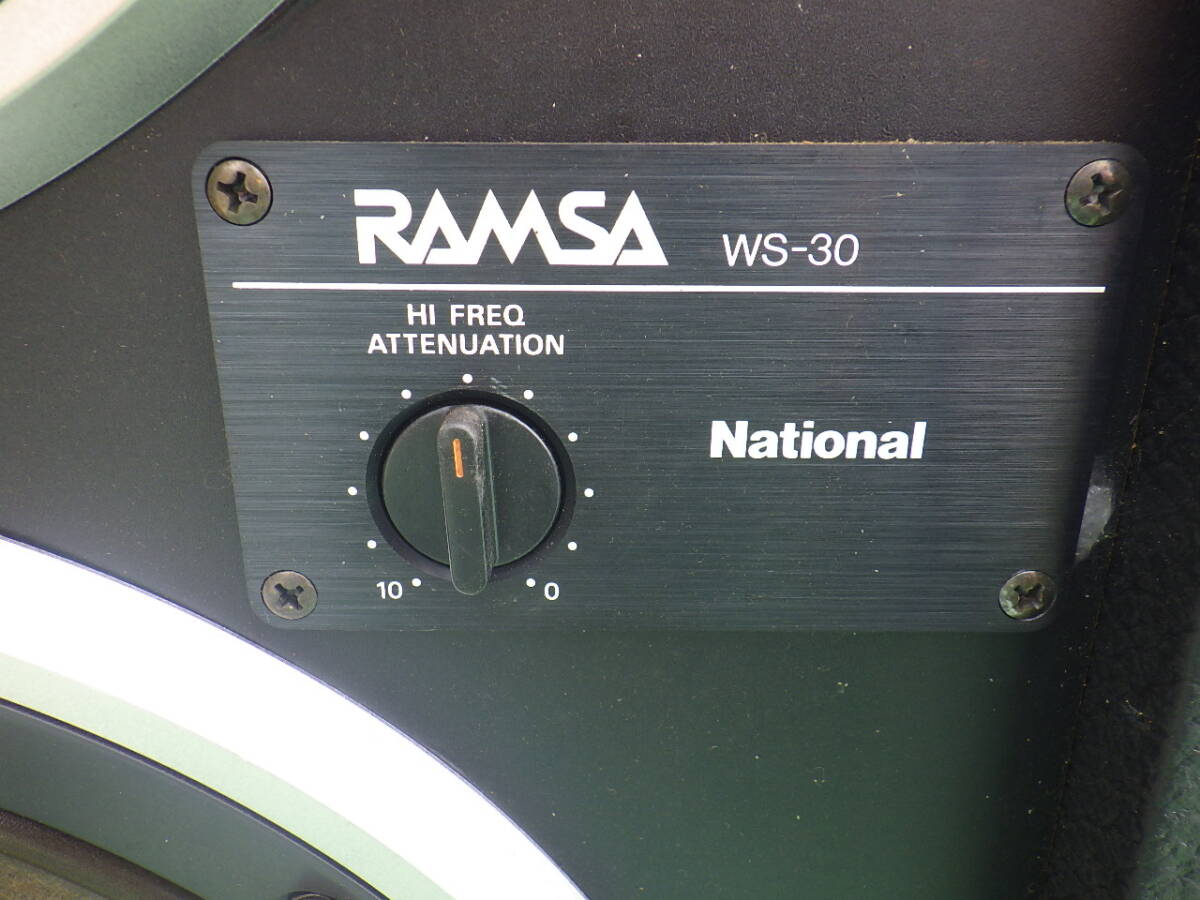 RAMSA WS-30
HI FREQ
ATTENUATION
National
10 0